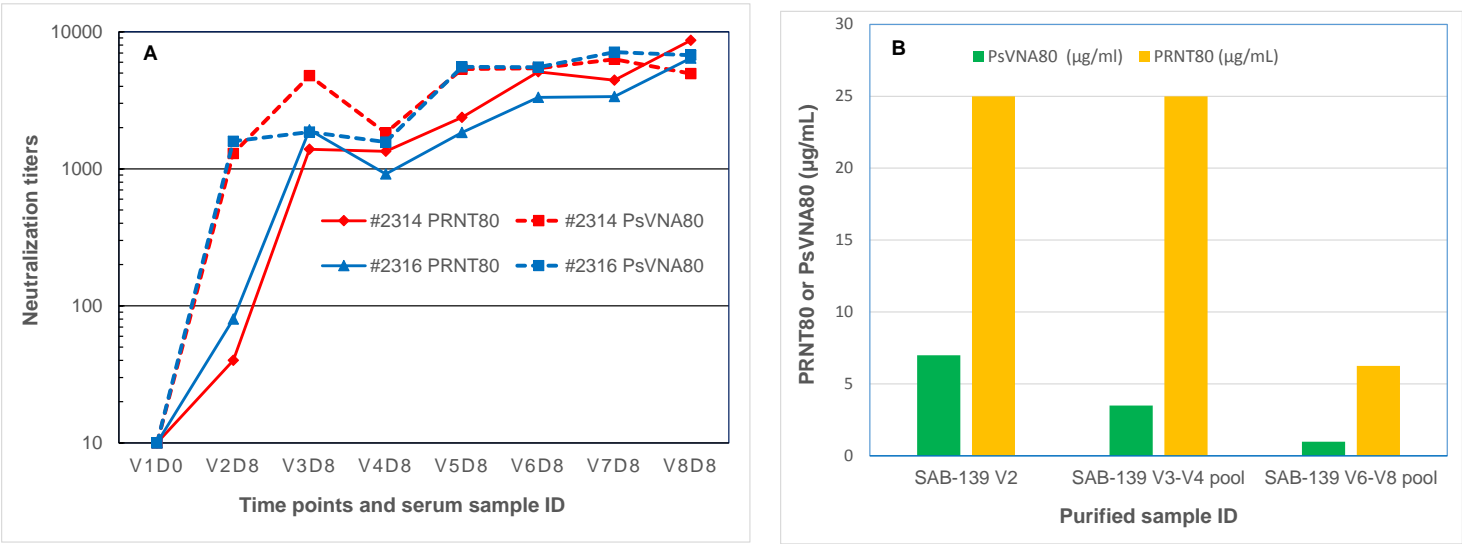 A
10000
1000
100
10
Neutralization titers
#2314 PRNT80
#2314 PsVNA80
#2316 PRNT80
#2316 PsVNA80
V1D0 V2D8 V3D8 V4D8 V5D8 V6D8 V7D8 V8D8
Time points and serum sample ID
B
PsVNA80 (µg/ml) PRNT80 (µg/mL)
30
25
20
15
10
5
0
PRNT80 or PsVNA80 (µg/mL)
SAB-139 V2 SAB-139 V3-V4 pool SAB-139 V6-V8 pool
Purified sample ID